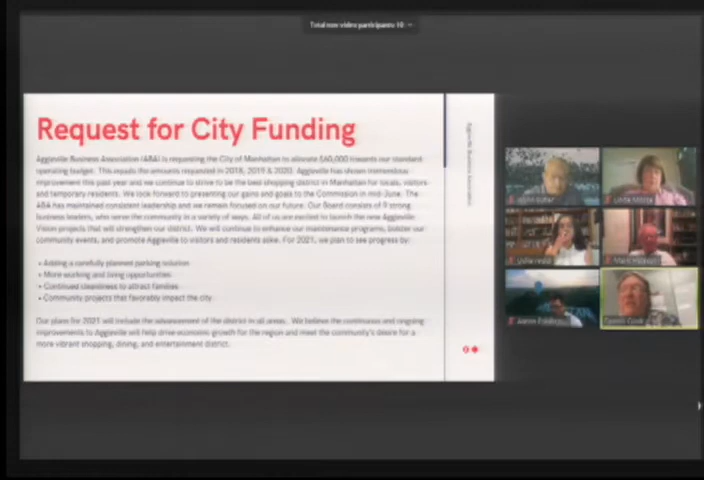 Total non video participants: 10
Request for City Funding
Aggieville Business Association (ABA) is requesting the City of Manhattan to allocate $60,000 towards our standard
operating budget. This equals the amounts requested in 2018, 2019 & 2020. Aggieville has shown tremendous
improvement this past year and we continue to strive to be the best shopping district in Manhattan for locals, visitors
and temporary residents. We look forward to presenting our gains and goals to the Commission in mid-June. The
ABA has maintained consistent leadership and we remain focused on our future. Our Board consists of 9 strong
business leaders, who serve the community in a variety of ways. All of us are excited to launch the new Aggieville
Vision projects that will strengthen our district. We will continue to enhance our maintenance programs, bolster our
community events, and promote Aggieville to visitors and residents alike. For 2021, we plan to see progress by:
• Adding a carefully planned parking solution
• More working and living opportunities
• Continued cleanliness to attract families
• Community projects that favorably impact the city
Our plans for 2021 will include the advancement of the district in all areas. We believe the continuous and ongoing
improvements to Aggieville will help drive economic growth for the region and meet the community's desire for a
more vibrant shopping, dining, and entertainment district.
Aggieville Business Association
Linda Morse
Aaron